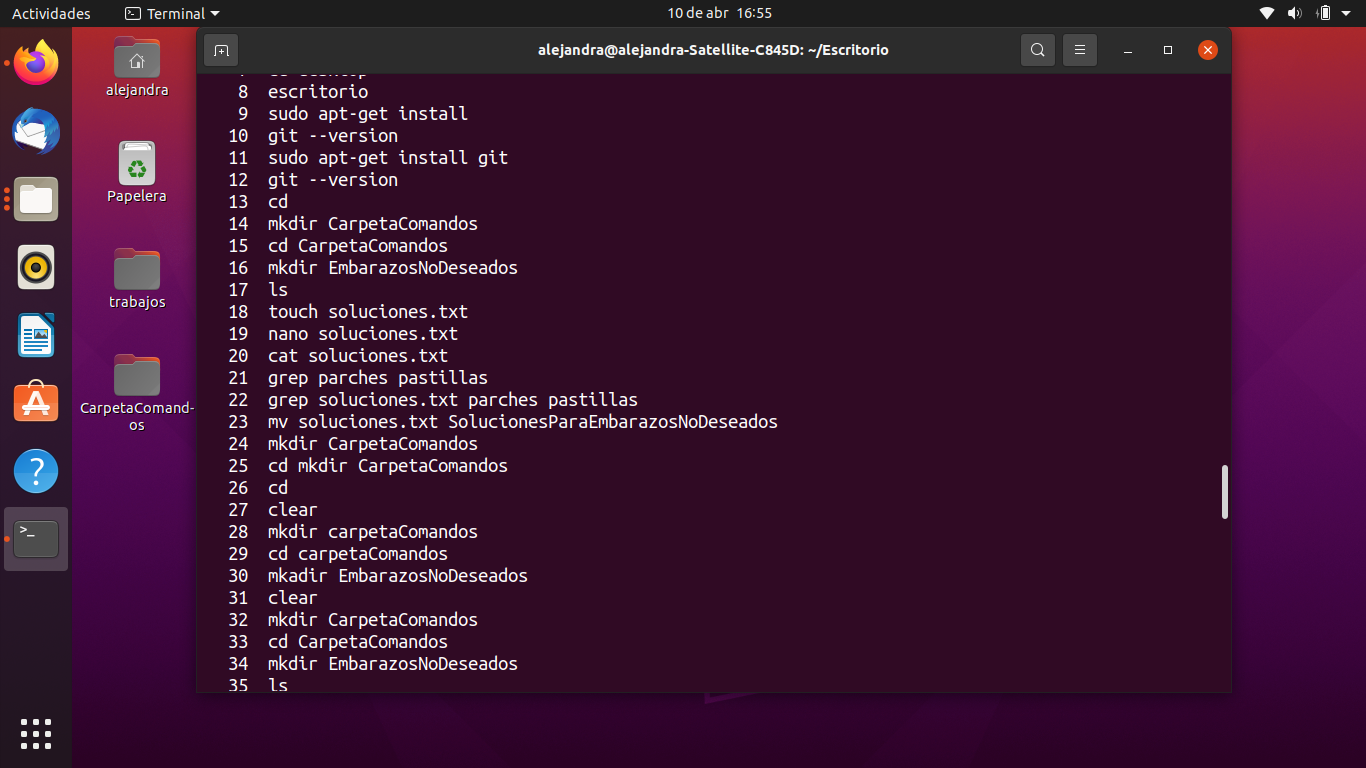 Actividades
Terminal
10 de abr 16:55
alejandra@alejandra-Satellite-C845D: ~/Escritorio
alejandra
Papelera
trabajos
CarpetaComand-
os
8 escritorio
9 sudo apt-get install
10 git --version
11 sudo apt-get install git
12 git --version
13 cd
14 mkdir CarpetaComandos
15 cd CarpetaComandos
16 mkdir EmbarazosNoDeseados
17 ls
18 touch soluciones.txt
19 nano soluciones.txt
20 cat soluciones.txt
21 grep parches pastillas
22 grep soluciones.txt parches pastillas
23 mv soluciones.txt SolucionesParaEmbarazosNoDeseados
24 mkdir CarpetaComandos
25 cd mkdir CarpetaComandos
26 cd
27 clear
28 mkdir carpetaComandos
29 cd carpetaComandos
30 mkadir EmbarazosNoDeseados
31 clear
32 mkdir CarpetaComandos
33 cd CarpetaComandos
34 mkdir EmbarazosNoDeseados
35 ls